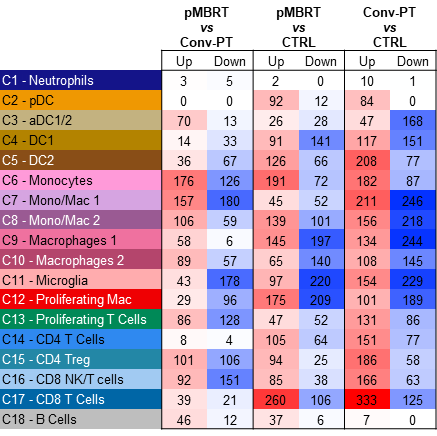 pMBRT vs Conv-PT pMBRT vs CTRL Conv-PT vs CTRL
Up Down Up Down Up Down
C1 - Neutrophils 3 5 2 0 10 1
C2 - pDC 0 0 92 12 84 0
C3 - aDC1/2 70 13 26 28 47 168
C4 - DC1 14 33 91 141 117 151
C5 - DC2 36 67 126 66 208 77
C6 - Monocytes 176 126 191 72 182 87
C7 - Mono/Mac 1 157 180 45 52 211 246
C8 - Mono/Mac 2 106 59 139 101 156 218
C9 - Macrophages 1 58 6 145 197 134 244
C10 - Macrophages 2 89 57 65 140 108 145
C11 - Microglia 43 178 97 220 154 229
C12 - Proliferating Mac 29 96 175 209 101 189
C13 - Proliferating T Cells 86 128 47 52 131 86
C14 - CD4 T Cells 8 4 105 64 151 77
C15 - CD4 Treg 101 106 94 25 186 58
C16 - CD8 NK/T cells 92 151 85 38 166 63
C17 - CD8 T Cells 39 21 260 106 333 125
C18 - B Cells 46 12 37 6 7 0